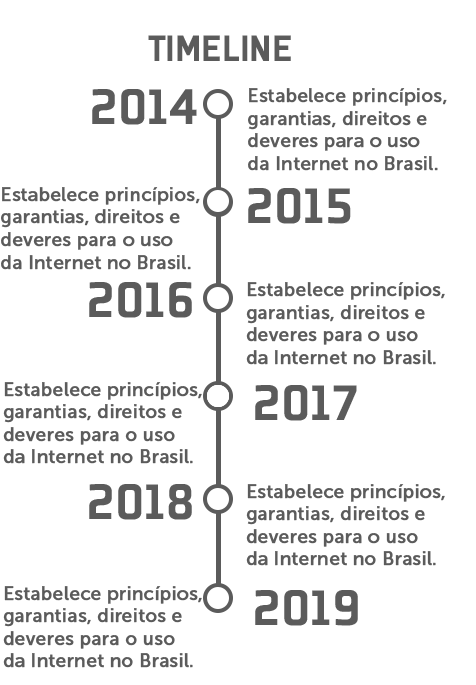 TIMELINE
2014
Estabelece princípios,
garantias, direitos e
deveres para o uso
da Internet no Brasil.
2015
Estabelece princípios,
garantias, direitos e
deveres para o uso
da Internet no Brasil.
2016
Estabelece princípios,
garantias, direitos e
deveres para o uso
da Internet no Brasil.
2017
Estabelece princípios,
garantias, direitos e
deveres para o uso
da Internet no Brasil.
2018
Estabelece princípios,
garantias, direitos e
deveres para o uso
da Internet no Brasil.
2019
Estabelece princípios,
garantias, direitos e
deveres para o uso
da Internet no Brasil.